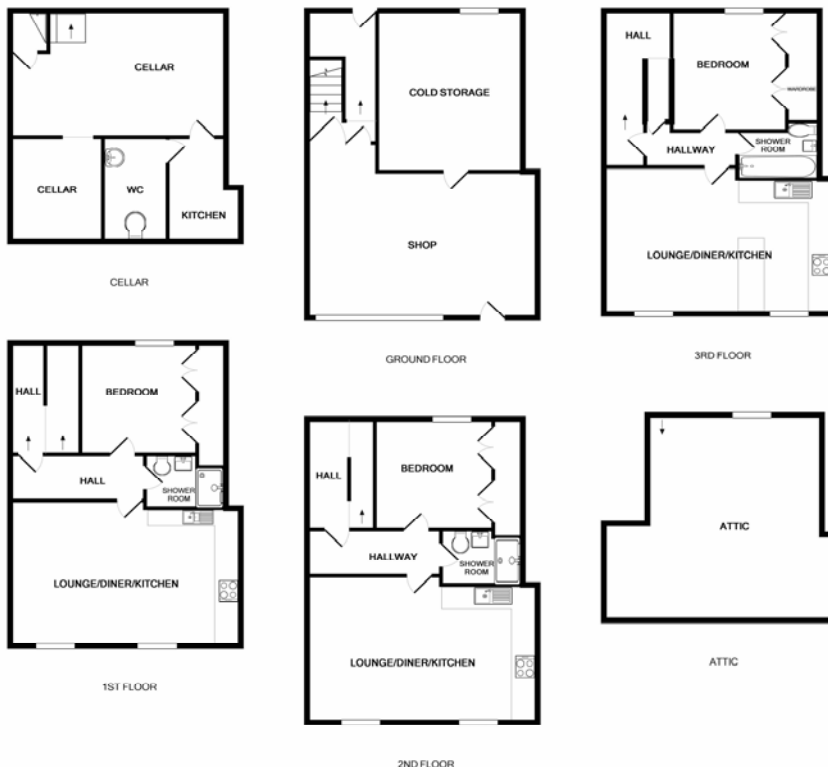 CELLAR
CELLAR
WC
KITCHEN
CELLAR
COLD STORAGE
SHOP
GROUND FLOOR
HALL
BEDROOM
WARDROBE
HALLWAY
SHOWER
ROOM
LOUNGE/DINER/KITCHEN
3RD FLOOR
HALL
BEDROOM
HALL
SHOWER
ROOM
LOUNGE/DINER/KITCHEN
1ST FLOOR
HALL
BEDROOM
HALLWAY
SHOWER
ROOM
LOUNGE/DINER/KITCHEN
2ND FLOOR
ATTIC
ATTIC